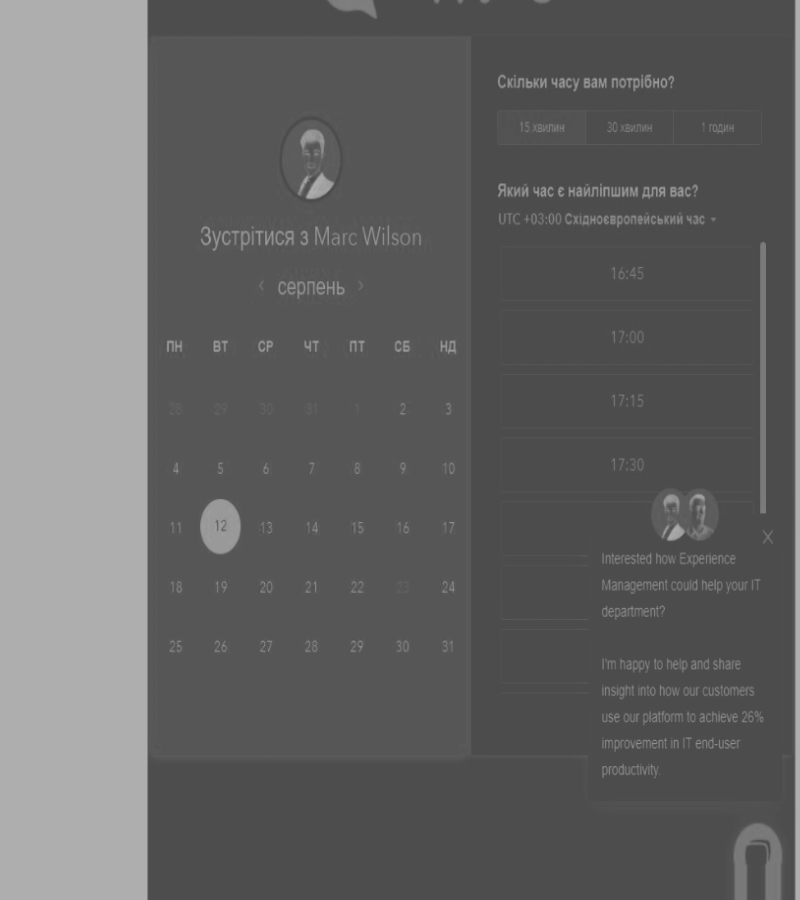 Скільки часу вам потрібно?
15 хвилин 30 хвилин 1 годин
Який час є найліпшим для вас?
UTC +03:00 Східноєвропейський час
Зустрітися з Marc Wilson
серпень
ПН ВТ СР ЧТ ПТ СБ НД
28 29 30 31 1 2 3
4 5 6 7 8 9 10
11 12 13 14 15 16 17
18 19 20 21 22 23 24
25 26 27 28 29 30 31
16:45
17:00
17:15
17:30
X
Interested how Experience
Management could help your IT
department?
I'm happy to help and share
insight into how our customers
use our platform to achieve 26%
improvement in IT end-user
productivity.